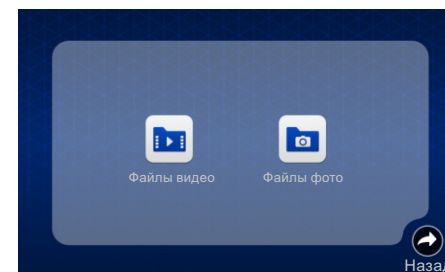 Файлы видео
Файлы фото
Наза